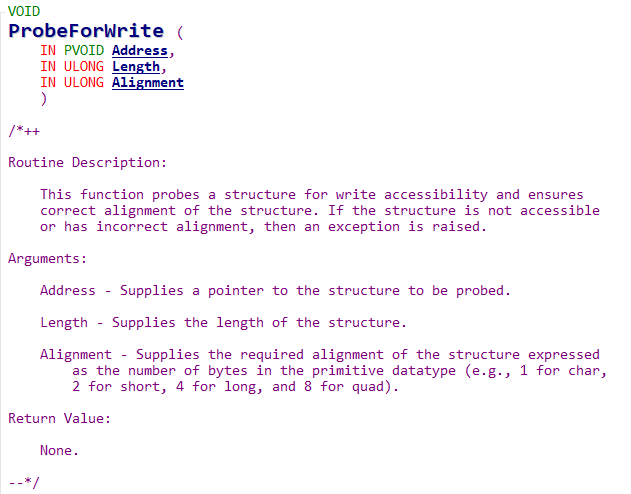 VOID
ProbeForWrite (
    IN PVOID Address,
    IN ULONG Length,
    IN ULONG Alignment
    )
/*++
Routine Description:
    This function probes a structure for write accessibility and ensures
    correct alignment of the structure. If the structure is not accessible
    or has incorrect alignment, then an exception is raised.
Arguments:
    Address - Supplies a pointer to the structure to be probed.
    Length - Supplies the length of the structure.
    Alignment - Supplies the required alignment of the structure expressed
        as the number of bytes in the primitive datatype (e.g., 1 for char,
        2 for short, 4 for long, and 8 for quad).
Return Value:
    None.
--*/